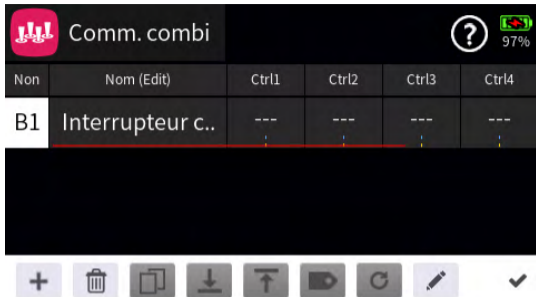 Comm. combi
?
97%
Non Nom (Edit) Ctrl1 Ctrl2 Ctrl3 Ctrl4
B1 Interrupteur c.. --- --- --- ---